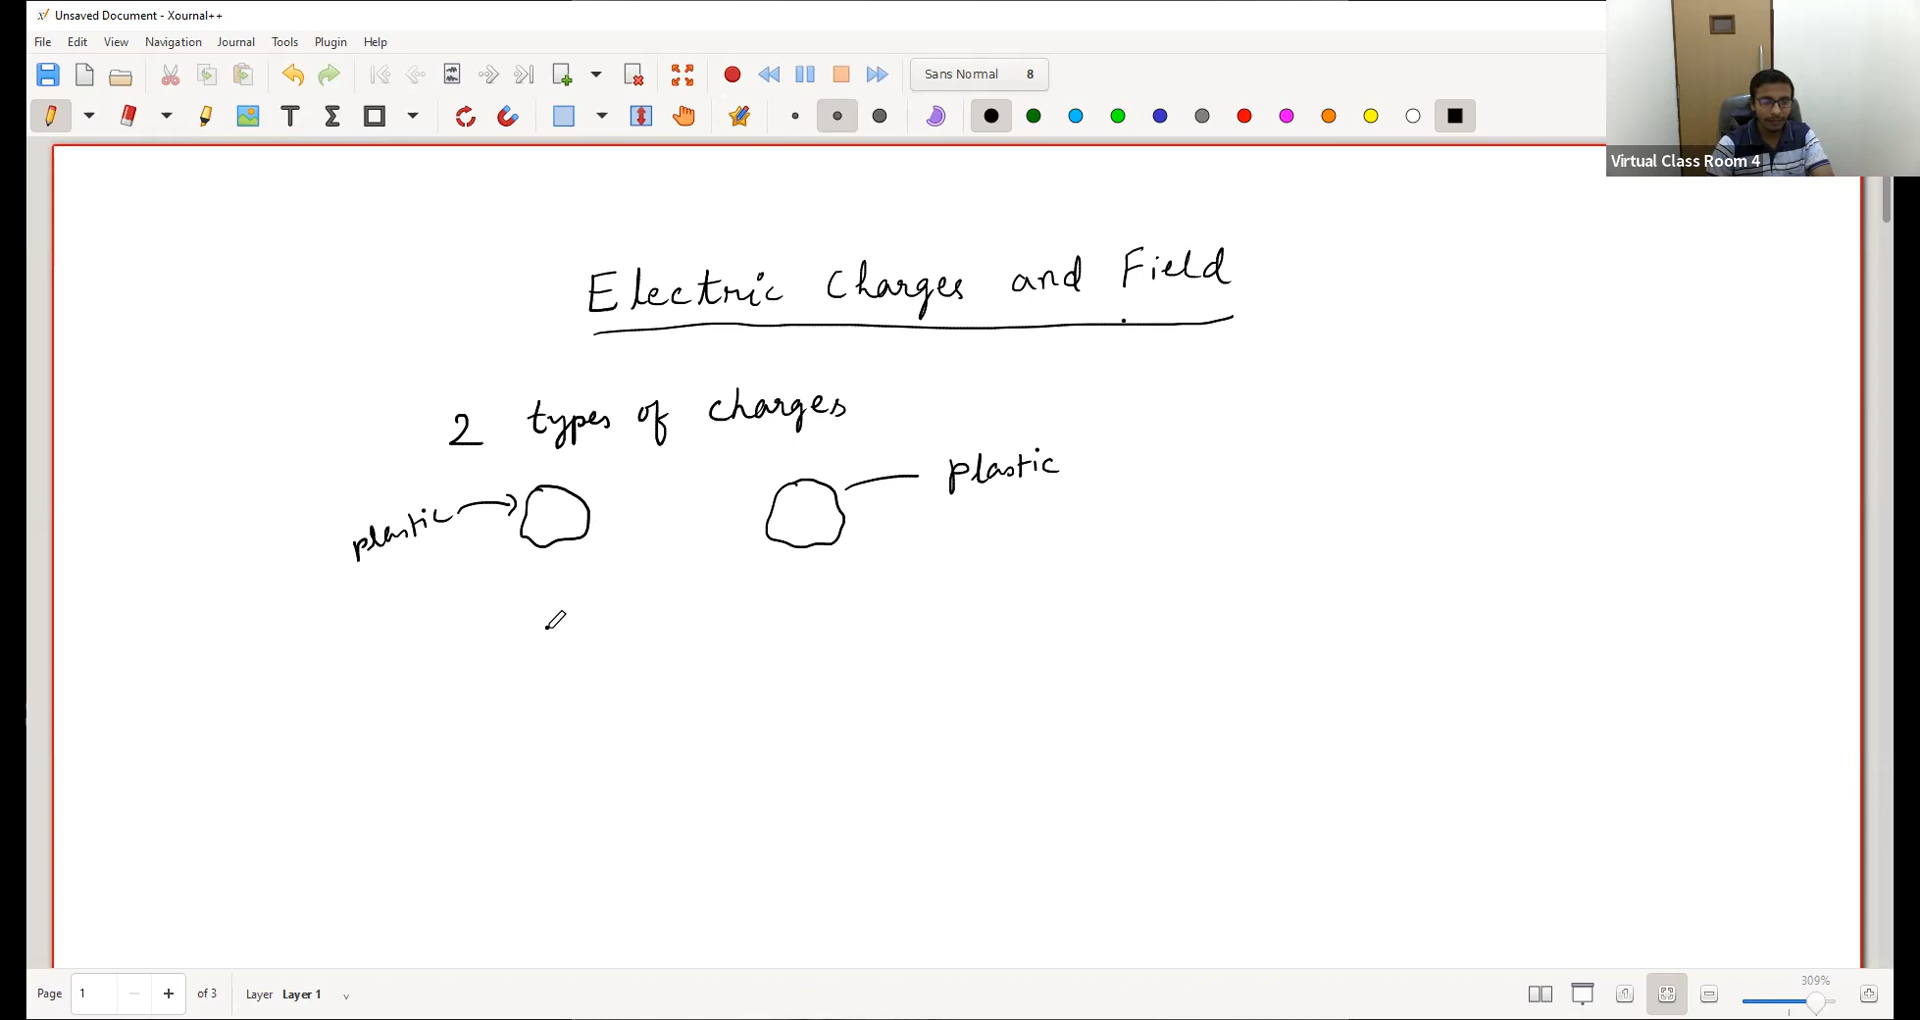 Unsaved Document - Xournal++
File Edit View Navigation Journal Tools Plugin Help
Sans Normal 8
Virtual Class Room 4
Electric Charges and Field
2 types of charges
plastic
plastic
Page 1 of 3 Layer Layer 1
309%